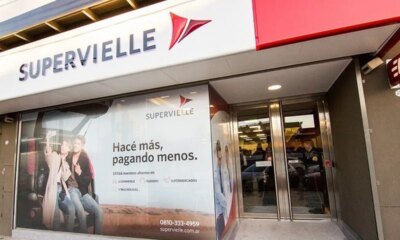 SUPERVIELLE
SUPERVIELLE
Hacé más,
pagando menos.
0810-333-4959
supervielle.com.ar